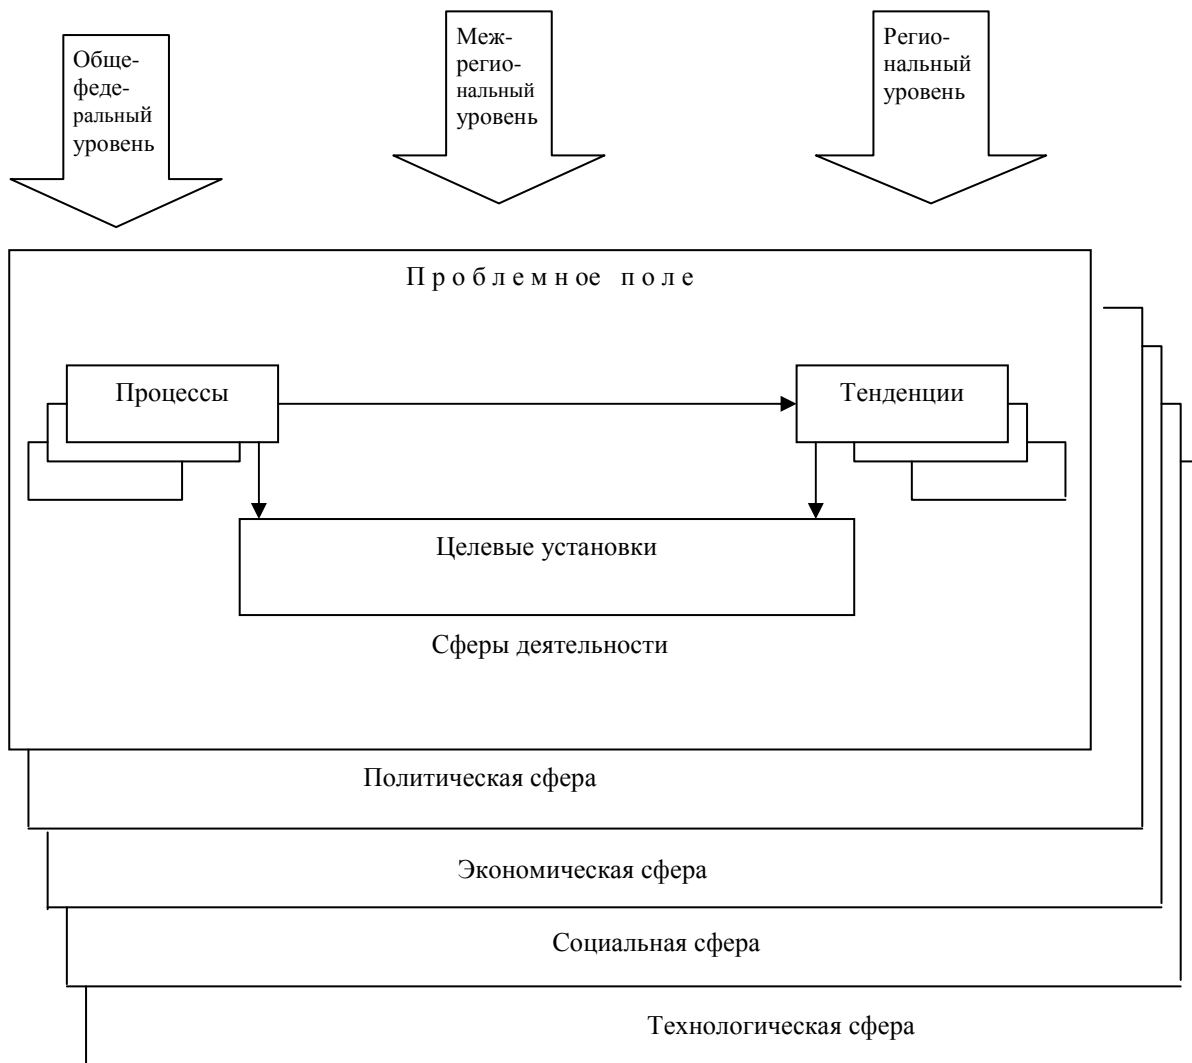 Обще-
феде-
ральный
уровень
Меж-
регио-
нальный
уровень
Регио-
нальный
уровень
П р о б л е м н ое п о л е
Процессы
Тенденции
Целевые установки
Сферы деятельности
Политическая сфера
Экономическая сфера
Социальная сфера
Технологическая сфера